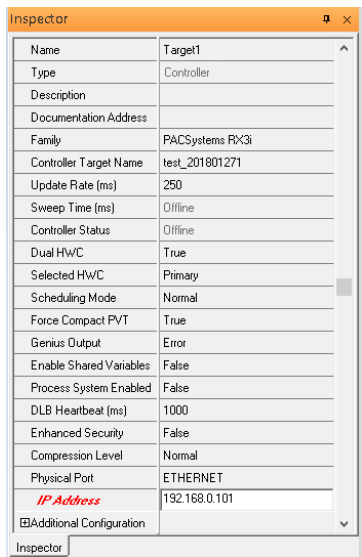 Inspector
Name Target1
Type Controller
Description
Documentation Address
Family PACSystems RX3i
Controller Target Name test_201801271
Update Rate (ms) 250
Sweep Time (ms) Offline
Controller Status Offline
Dual HWC True
Selected HWC Primary
Scheduling Mode Normal
Force Compact PVT True
Genius Output Error
Enable Shared Variables False
Process System Enabled False
DLB Heartbeat (ms) 1000
Enhanced Security False
Compression Level Normal
Physical Port ETHERNET
IP Address 192.168.0.101
Additional Configuration
Inspector